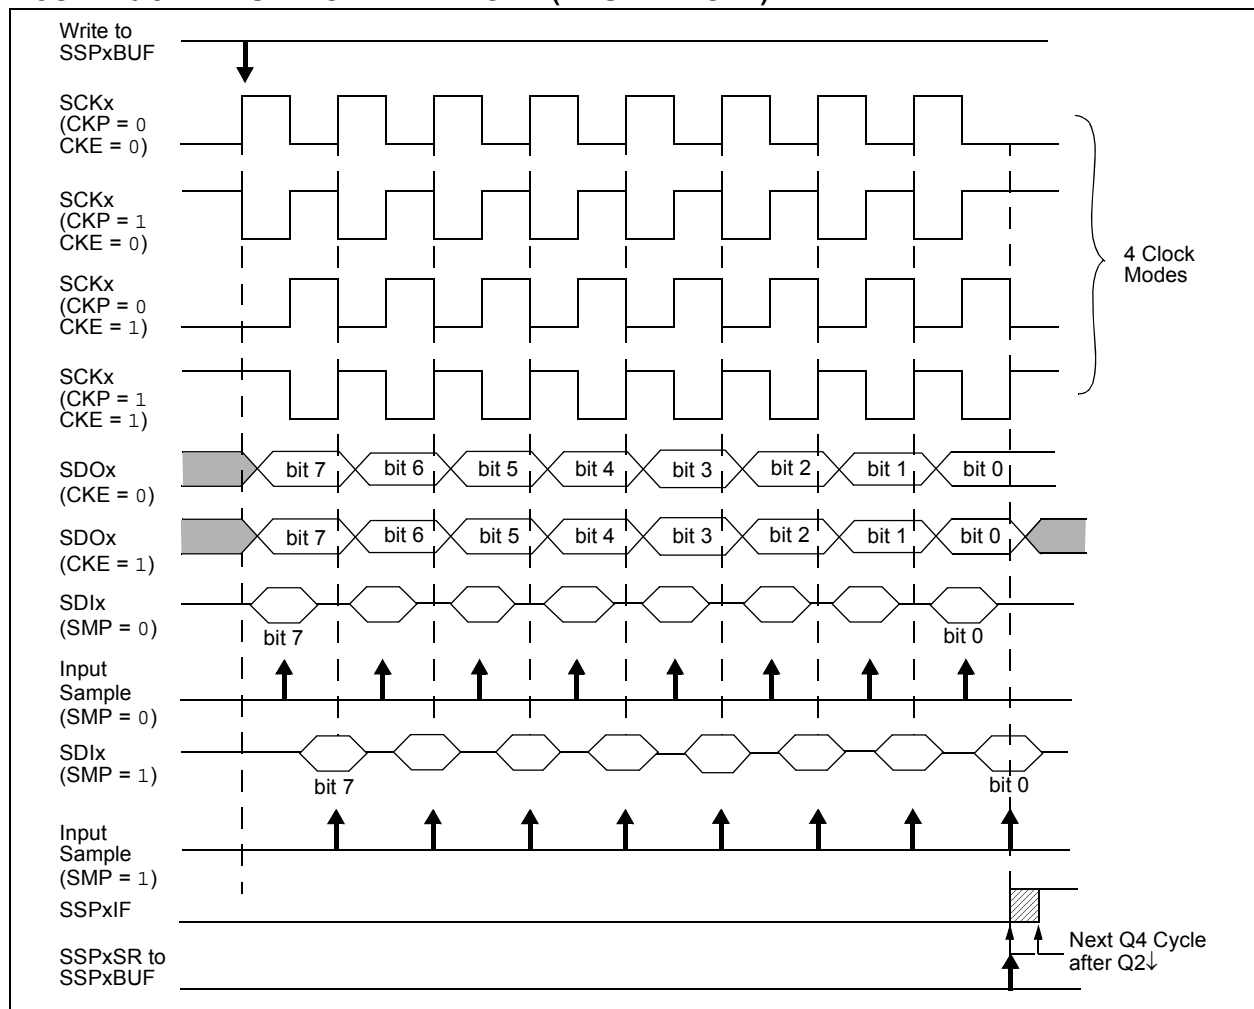 Write to
SSPxBUF
SCKx
(CKP = 0
CKE = 0)
SCKx
(CKP = 1
CKE = 0)
SCKx
(CKP = 0
CKE = 1)
SCKx
(CKP = 1
CKE = 1)
4 Clock
Modes
SDOx
(CKE = 0)
bit 7 bit 6 bit 5 bit 4 bit 3 bit 2 bit 1 bit 0
SDOx
(CKE = 1)
bit 7 bit 6 bit 5 bit 4 bit 3 bit 2 bit 1 bit 0
SDIx
(SMP = 0)
bit 7 bit 0
Input
Sample
(SMP = 0)
SDIx
(SMP = 1)
bit 7 bit 0
Input
Sample
(SMP = 1)
SSPxIF
SSPxSR to
SSPxBUF
Next Q4 Cycle
after Q2↓